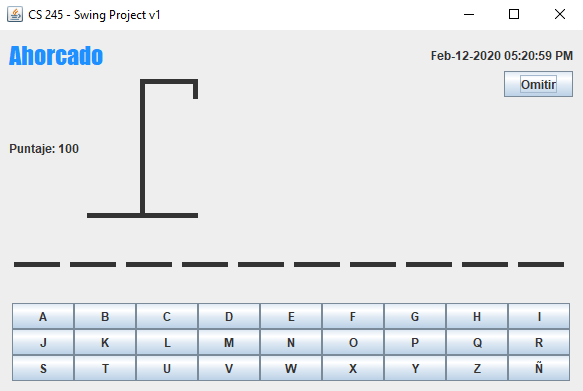 CS 245 - Swing Project v1
Ahorcado
Feb-12-2020 05:20:59 PM
Omitir
Puntaje: 100
A B C D E F G H I
J K L M N O P Q R
S T U V W X Y Z Ñ